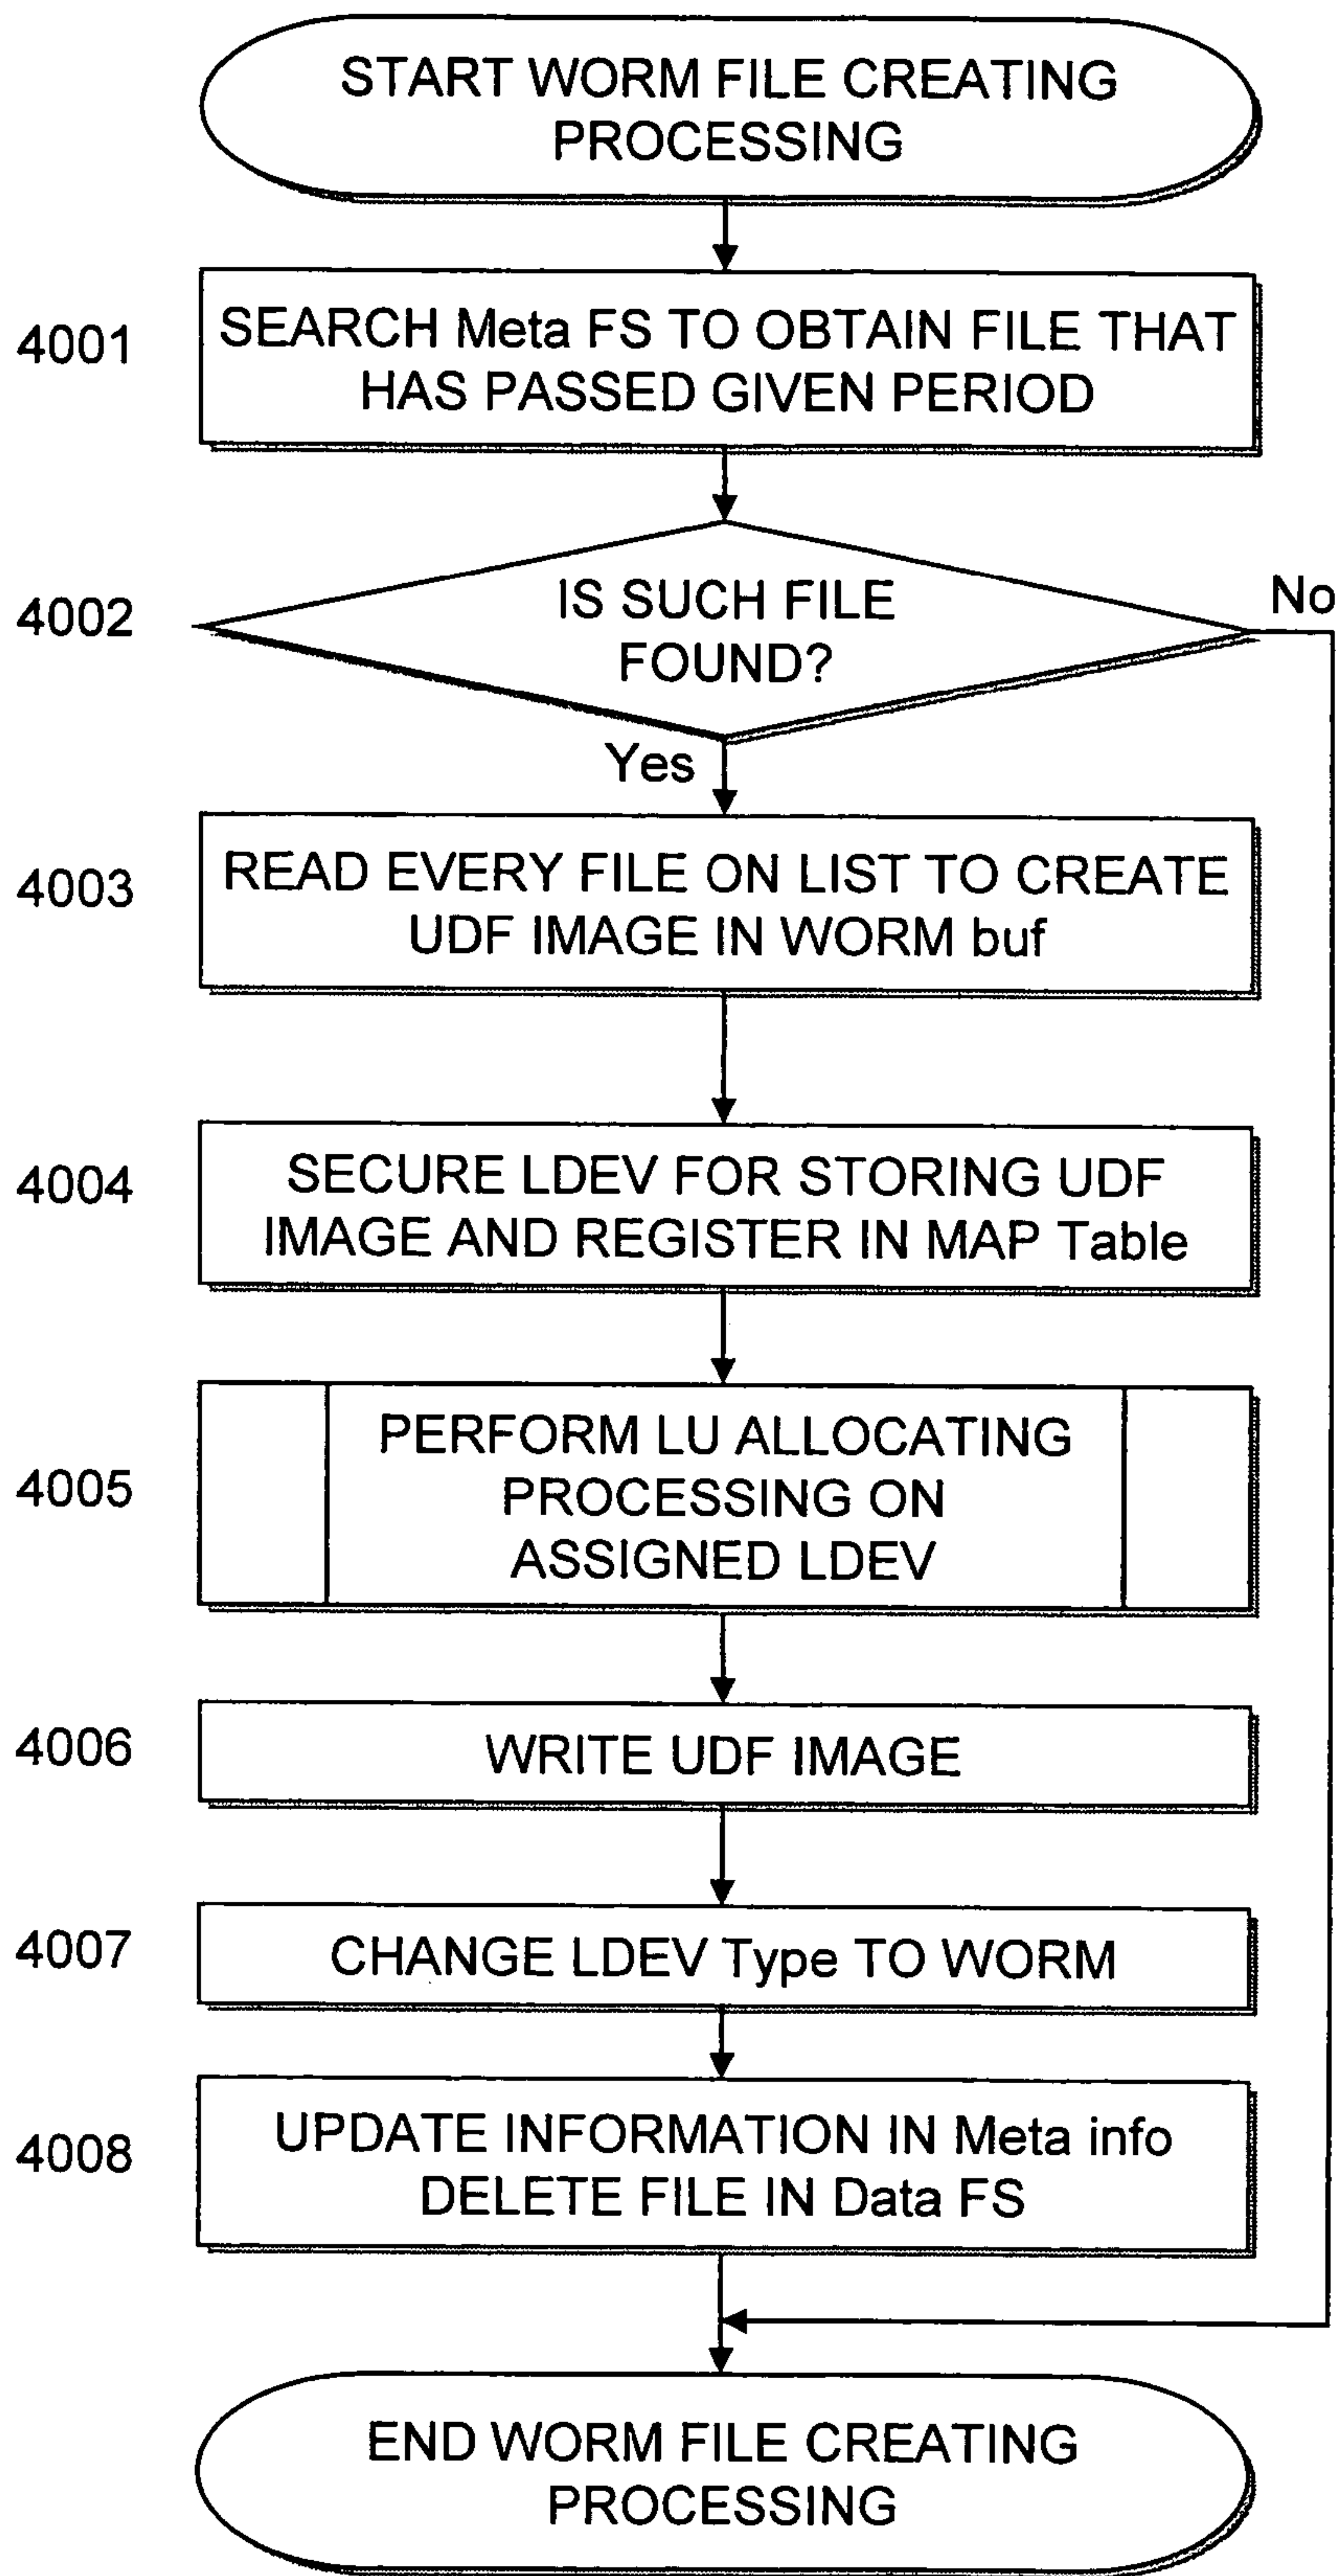 START WORM FILE CREATING
PROCESSING
4001
SEARCH Meta FS TO OBTAIN FILE THAT
HAS PASSED GIVEN PERIOD
4002
IS SUCH FILE
FOUND?
No
Yes
4003
READ EVERY FILE ON LIST TO CREATE
UDF IMAGE IN WORM buf
4004
SECURE LDEV FOR STORING UDF
IMAGE AND REGISTER IN MAP Table
4005
PERFORM LU ALLOCATING
PROCESSING ON
ASSIGNED LDEV
4006
WRITE UDF IMAGE
4007
CHANGE LDEV Type TO WORM
4008
UPDATE INFORMATION IN Meta info
DELETE FILE IN Data FS
END WORM FILE CREATING
PROCESSING